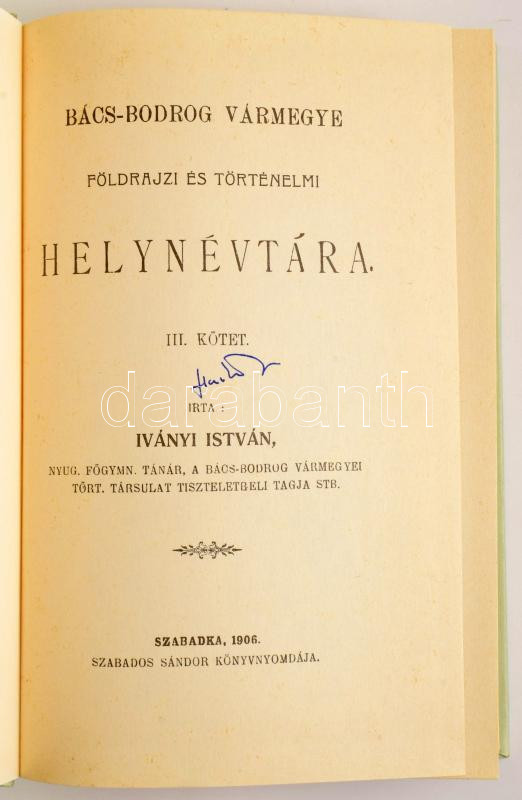 BÁCS-BODROG VÁRMEGYE
FÖLDRAJZI ÉS TÖRTÉNELMI
HELYNÉVTÁRA.
III. KÖTET.
darabanth
IRTA :
IVÁNYI ISTVÁN,
NYUG. FŐGYMN. TANÁR, A BÁCS-BODROG VÁRMEGYEI
TÖRT. TÁRSULAT TISZTELETBELI TAGJA STB.
SZABADKA, 1906.
SZABADOS SÁNDOR KÖNYVNYOMDÁJA.